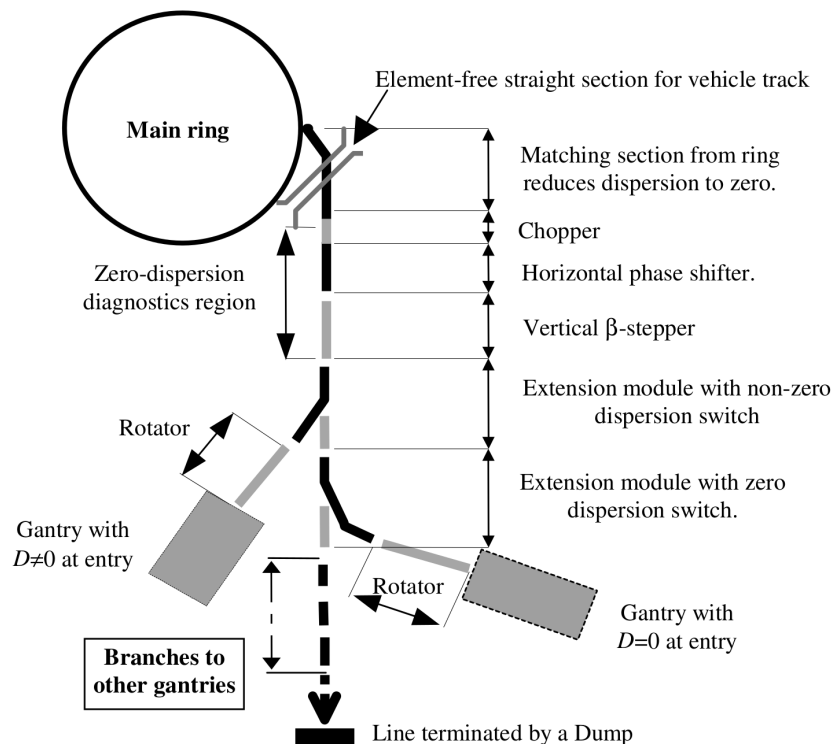 Element-free straight section for vehicle track
Main ring
Matching section from ring
reduces dispersion to zero.
Chopper
Zero-dispersion
diagnostics region
Horizontal phase shifter.
Vertical β-stepper
Extension module with non-zero
dispersion switch
Rotator
Extension module with zero
dispersion switch.
Gantry with
D≠0 at entry
Rotator
Gantry with
D=0 at entry
Branches to
other gantries
Line terminated by a Dump